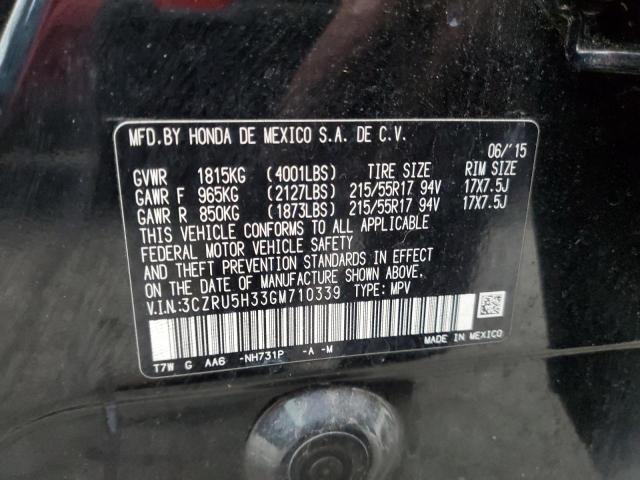 MFD.BY HONDA DE MEXICO S.A. DE C.V.
06/'15
GVWR 1815KG (4001LBS) TIRE SIZE RIM SIZE
GAWR F 965KG (2127LBS) 215/55R17 94V 17X7.5J
GAWR R 850KG (1873LBS) 215/55R17 94V 17X7.5J
THIS VEHICLE CONFORMS TO ALL APPLICABLE
FEDERAL MOTOR VEHICLE SAFETY
AND THEFT PREVENTION STANDARDS IN EFFECT
ON THE DATE OF MANUFACTURE SHOWN ABOVE.
V.IN:3CZRU5H33GM710339 TYPE: MPV
T7W G AA6 -NH731P -A -M MADE IN MEXICO